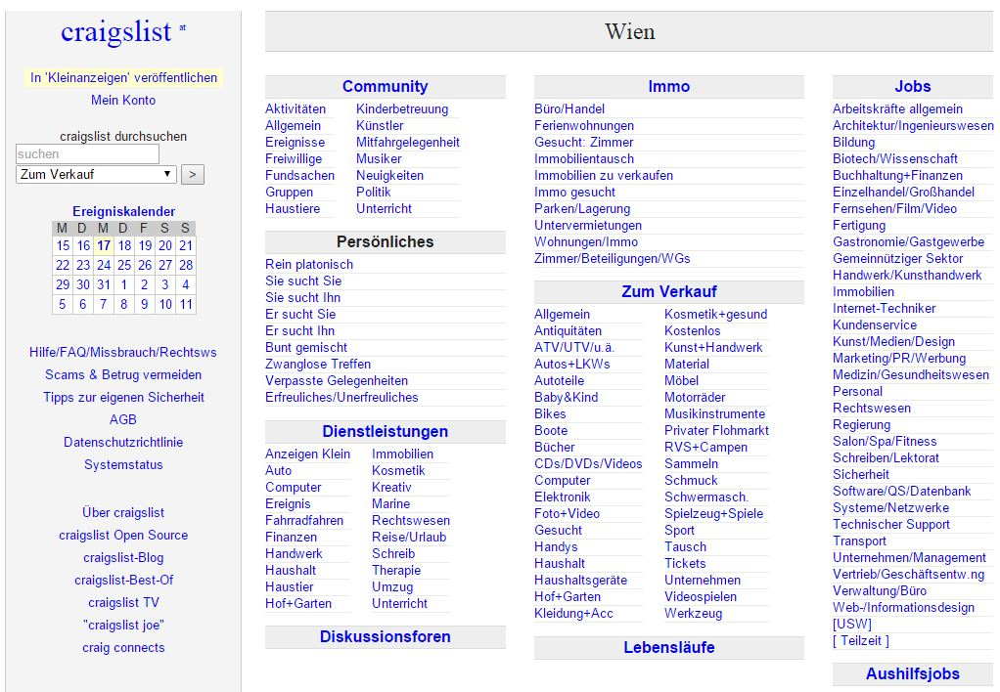 craigslist at
In 'Kleinanzeigen' veröffentlichen
Mein Konto
craigslist durchsuchen
suchen
Zum Verkauf >
Ereigniskalender
M D M D F S S
15 16 17 18 19 20 21
22 23 24 25 26 27 28
29 30 31 1 2 3 4
5 6 7 8 9 10 11
Hilfe/FAQ/Missbrauch/Rechtsws
Scams & Betrug vermeiden
Tipps zur eigenen Sicherheit
AGB
Datenschutzrichtlinie
Systemstatus
Über craigslist
craigslist Open Source
craigslist-Blog
craigslist-Best-Of
craigslist TV
"craigslist joe"
craig connects
Wien
Community
Aktivitäten
Allgemein
Ereignisse
Freiwillige
Fundsachen
Gruppen
Haustiere
Kinderbetreuung
Künstler
Mitfahrgelegenheit
Musiker
Neuigkeiten
Politik
Unterricht
Persönliches
Rein platonisch
Sie sucht Sie
Sie sucht Ihn
Er sucht Sie
Er sucht Ihn
Bunt gemischt
Zwanglose Treffen
Verpasste Gelegenheiten
Erfreuliches/Unerfreuliches
Dienstleistungen
Anzeigen Klein
Auto
Computer
Ereignis
Fahrradfahren
Finanzen
Handwerk
Haushalt
Haustier
Hof+Garten
Immobilien
Kosmetik
Kreativ
Marine
Rechtswesen
Reise/Urlaub
Schreib
Therapie
Umzug
Unterricht
Diskussionsforen
Immo
Büro/Handel
Ferienwohnungen
Gesucht: Zimmer
Immobilientausch
Immobilien zu verkaufen
Immo gesucht
Parken/Lagerung
Untervermietungen
Wohnungen/Immo
Zimmer/Beteiligungen/WGs
Zum Verkauf
Allgemein
Antiquitäten
ATV/UTV/u.ä.
Autos+LKWs
Autoteile
Baby&Kind
Bikes
Boote
Bücher
CDs/DVDs/Videos
Computer
Elektronik
Foto+Video
Gesucht
Handys
Haushalt
Haushaltsgeräte
Hof+Garten
Kleidung+Acc
Kosmetik+gesund
Kostenlos
Kunst+Handwerk
Material
Möbel
Motorräder
Musikinstrumente
Privater Flohmarkt
RVS+Campen
Sammeln
Schmuck
Schwermasch.
Spielzeug+Spiele
Sport
Tausch
Tickets
Unternehmen
Videospielen
Werkzeug
Lebensläufe
Jobs
Arbeitskräfte allgemein
Architektur/Ingenieurswesen
Bildung
Biotech/Wissenschaft
Buchhaltung+Finanzen
Einzelhandel/Großhandel
Fernsehen/Film/Video
Fertigung
Gastronomie/Gastgewerbe
Gemeinnütziger Sektor
Handwerk/Kunsthandwerk
Immobilien
Internet-Techniker
Kundenservice
Kunst/Medien/Design
Marketing/PR/Werbung
Medizin/Gesundheitswesen
Personal
Rechtswesen
Regierung
Salon/Spa/Fitness
Schreiben/Lektorat
Sicherheit
Software/QS/Datenbank
Systeme/Netzwerke
Technischer Support
Transport
Unternehmen/Management
Vertrieb/Geschäftsentw.ng
Verwaltung/Büro
Web-/Informationsdesign
[USW]
[ Teilzeit ]
Aushilfsjobs